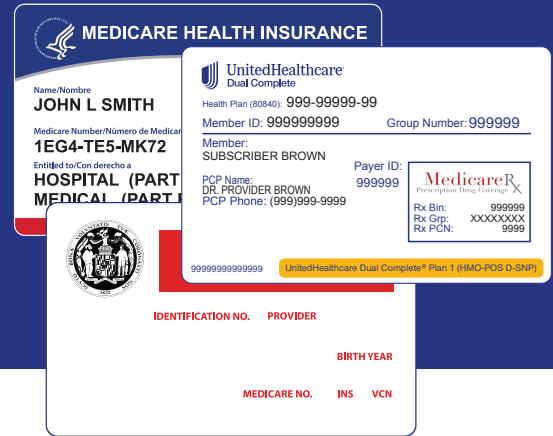 MEDICARE HEALTH INSURANCE
Name/Nombre
JOHN L SMITH
Medicare Number/Número de Medicar
1EG4-TE5-MK72
Entitled to/Con derecho a
HOSPITAL (PART
MEDICAL (PART
UnitedHealthcare®
Dual Complete
Health Plan (80840): 999-99999-99
Member ID: 999999999 Group Number: 999999
Member:
SUBSCRIBER BROWN
Payer ID:
999999
PCP Name:
DR. PROVIDER BROWN
PCP Phone: (999)999-9999
MedicareRx
Prescription Drug Coverage
Rx Bin: 999999
Rx Grp: XXXXXXXX
Rx PCN: 9999
99999999999999 UnitedHealthcare Dual Complete® Plan 1 (HMO-POS D-SNP)
1632
IDENTIFICATION NO. PROVIDER
BIRTH YEAR
MEDICARE NO. INS VCN